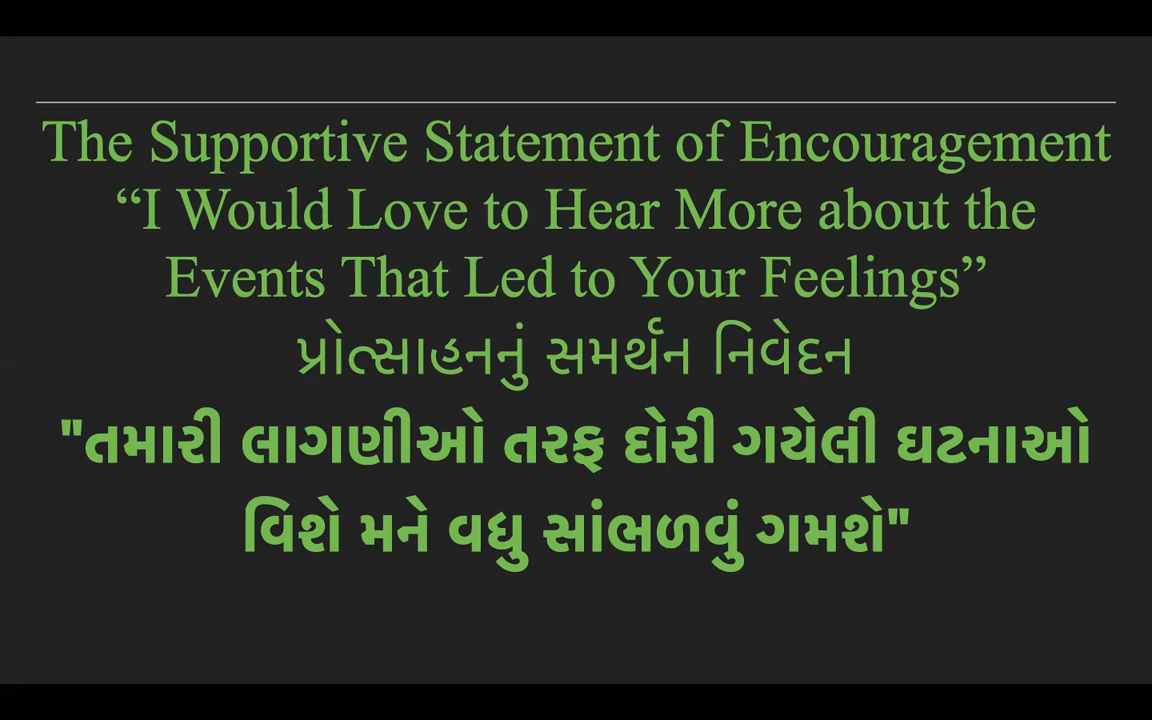 The Supportive Statement of Encouragement
“I Would Love to Hear More about the
Events That Led to Your Feelings”
પ્રોત્સાહનનું સમર્થન નિવેદન
"તમારી લાગણીઓ તરફ દોરી ગયેલી ઘટનાઓ
વિશે મને વધુ સાંભળવું ગમશે"